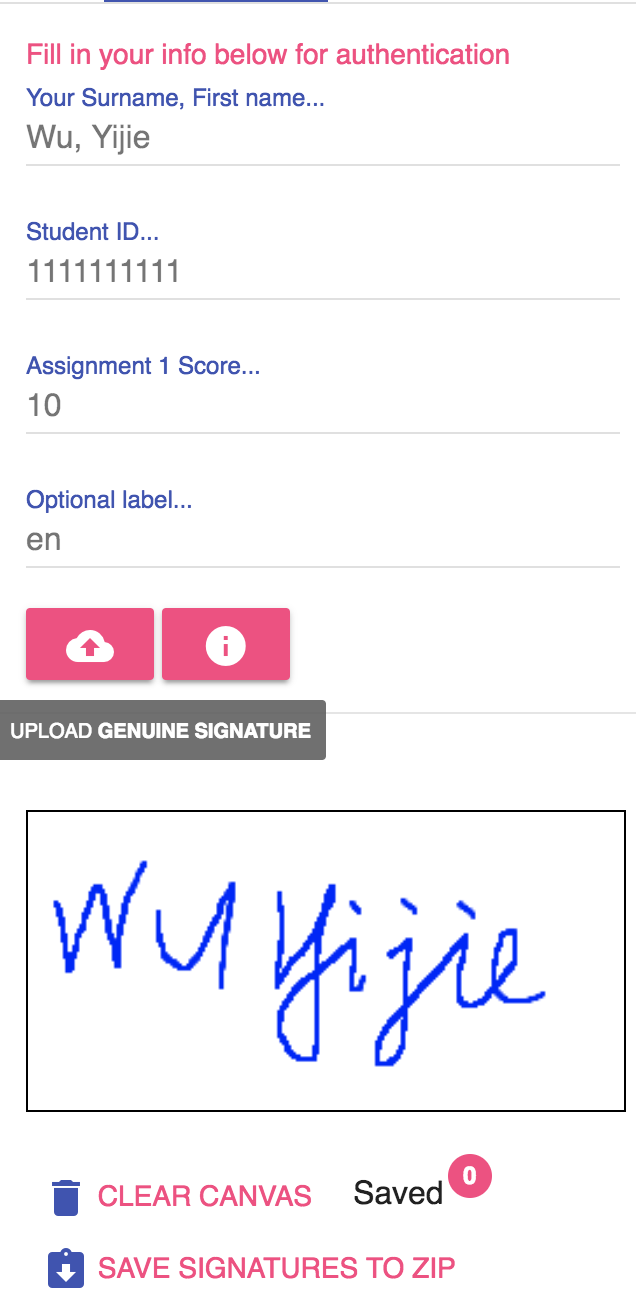 Fill in your info below for authentication
Your Surname, First name...
Wu, Yijie
Student ID...
1111111111
Assignment 1 Score...
10
Optional label...
en
UPLOAD GENUINE SIGNATURE
Wu Yijie
CLEAR CANVAS Saved 0
SAVE SIGNATURES TO ZIP